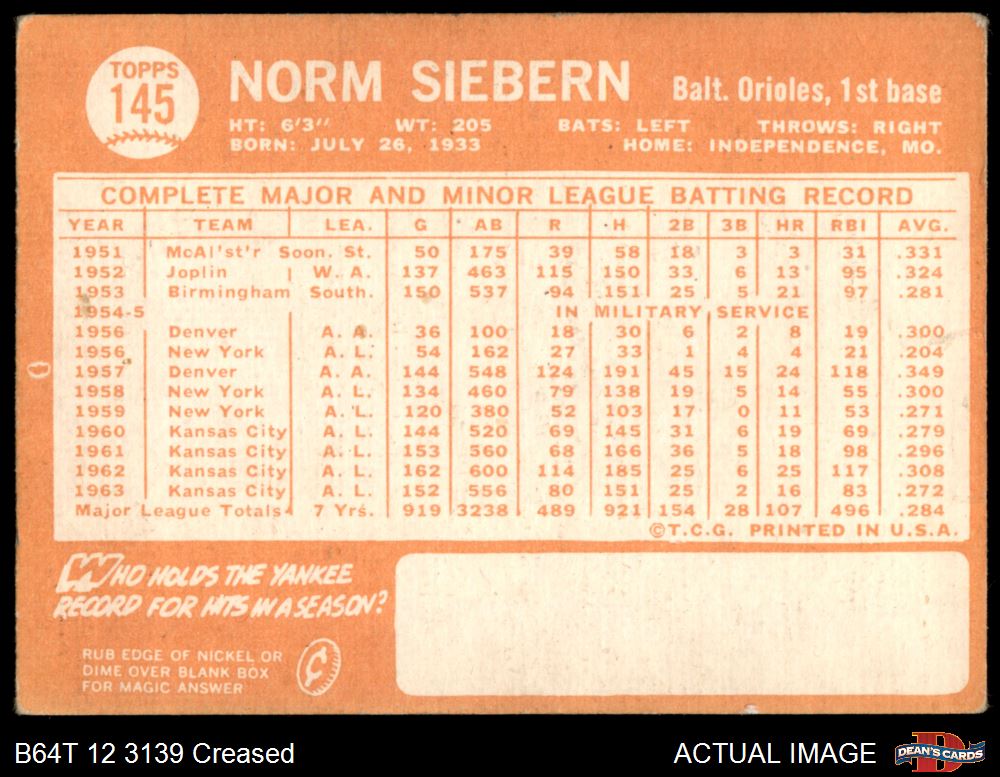 TOPPS
145
NORM SIEBERN Balt. Orioles, 1st base
HT: 6'3" WT: 205 BATS: LEFT THROWS: RIGHT
BORN: JULY 26, 1933 HOME: INDEPENDENCE, MO.
COMPLETE MAJOR AND MINOR LEAGUE BATTING RECORD
YEAR TEAM LEA. G AB R H 2B 3B HR RBI AVG.
1951 McAl'st'r Soon. St. 50 175 39 58 18 3 3 31 .331
1952 Joplin W. A. 137 463 115 150 33 6 13 95 .324
1953 Birmingham South. 150 537 94 151 25 5 21 97 .281
1954-5 IN MILITARY SERVICE
1956 Denver A. A. 36 100 18 30 6 2 8 19 .300
1956 New York A. L. 54 162 27 33 1 4 4 21 .204
1957 Denver A. A. 144 548 124 191 45 15 24 118 .349
1958 New York A. L. 134 460 79 138 19 5 14 55 .300
1959 New York A. L. 120 380 52 103 17 0 11 53 .271
1960 Kansas City A. L. 144 520 69 145 31 6 19 69 .279
1961 Kansas City A. L. 153 560 68 166 36 5 18 98 .296
1962 Kansas City A. L. 162 600 114 185 25 6 25 117 .308
1963 Kansas City A. L. 152 556 80 151 25 2 16 83 .272
Major League Totals 7 Yrs. 919 3238 489 921 154 28 107 496 .284
©T.C.G. PRINTED IN U.S.A.
WHO HOLDS THE YANKEE
RECORD FOR HITS IN A SEASON?
RUB EDGE OF NICKEL OR
DIME OVER BLANK BOX
FOR MAGIC ANSWER
B64T 12 3139 Creased ACTUAL IMAGE
DEAN'S CARDS